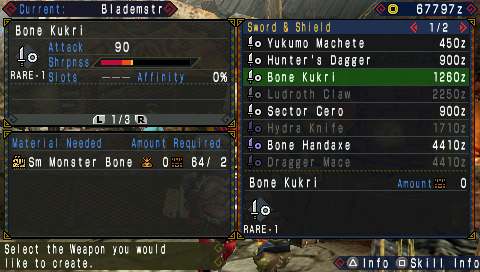 Current: Blademstr
67797z
Bone Kukri
Attack 90
Shrpnss
RARE-1 Slots --- Affinity 0%
L 1/3 R
Material Needed Amount Required
Sm Monster Bone 0 64/ 2
Select the Weapon you would
like to create.
Sword & Shield 1/2
Yukumo Machete 450z
Hunter's Dagger 900z
Bone Kukri 1260z
Ludroth Claw 2250z
Sector Cero 900z
Hydra Knife 1710z
Bone Handaxe 4410z
Dragger Mace 4410z
Bone Kukri Amount 0
RARE-1
Info Skill Info